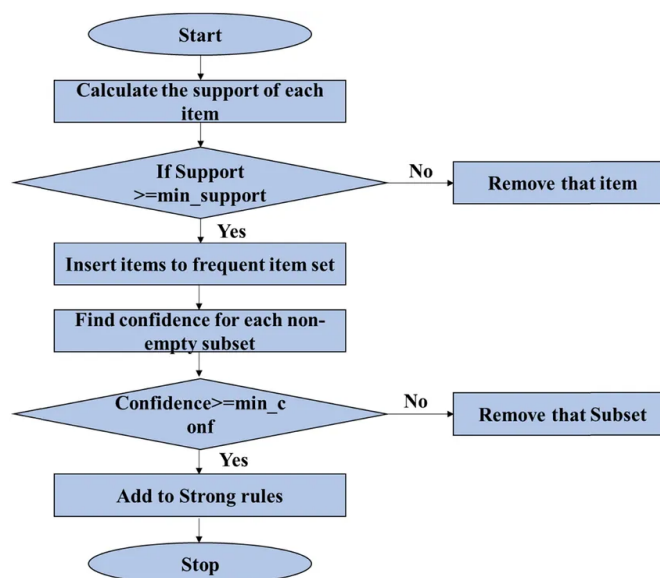 Start
Calculate the support of each
item
If Support
>=min_support
No
Remove that item
Yes
Insert items to frequent item set
Find confidence for each non-
empty subset
Confidence>=min_c
onf
No
Remove that Subset
Yes
Add to Strong rules
Stop